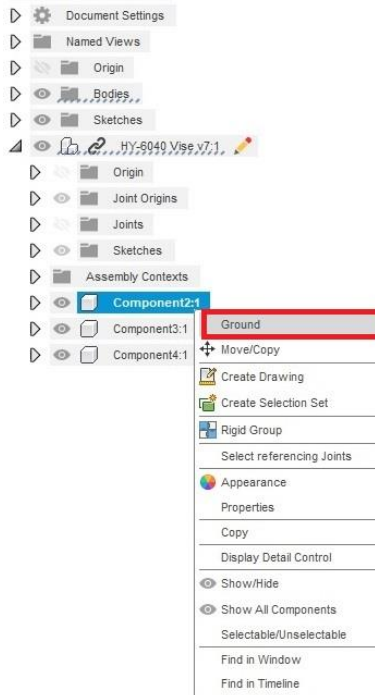 Document Settings
Named Views
Origin
Bodies
Sketches
HY-6040 Vise v7:1
Origin
Joint Origins
Joints
Sketches
Assembly Contexts
Component2:1
Component3:1
Component4:1
Ground
Move/Copy
Create Drawing
Create Selection Set
Rigid Group
Select referencing Joints
Appearance
Properties
Copy
Display Detail Control
Show/Hide
Show All Components
Selectable/Unselectable
Find in Window
Find in Timeline